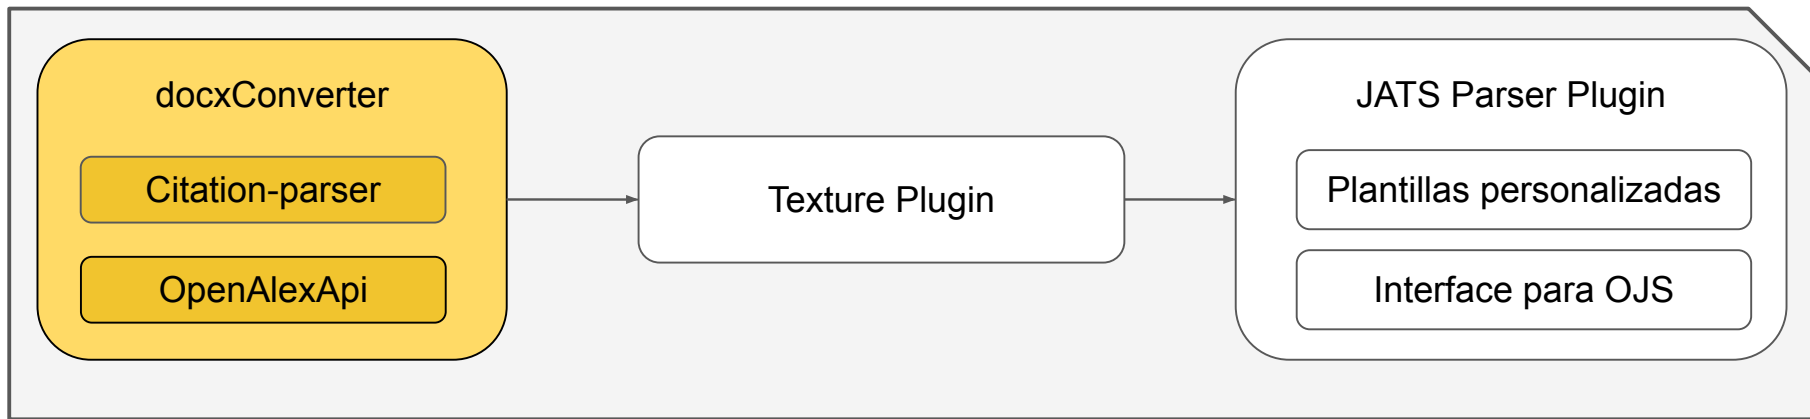 docxConverter
Citation-parser
OpenAlexApi
Texture Plugin
JATS Parser Plugin
Plantillas personalizadas
Interface para OJS